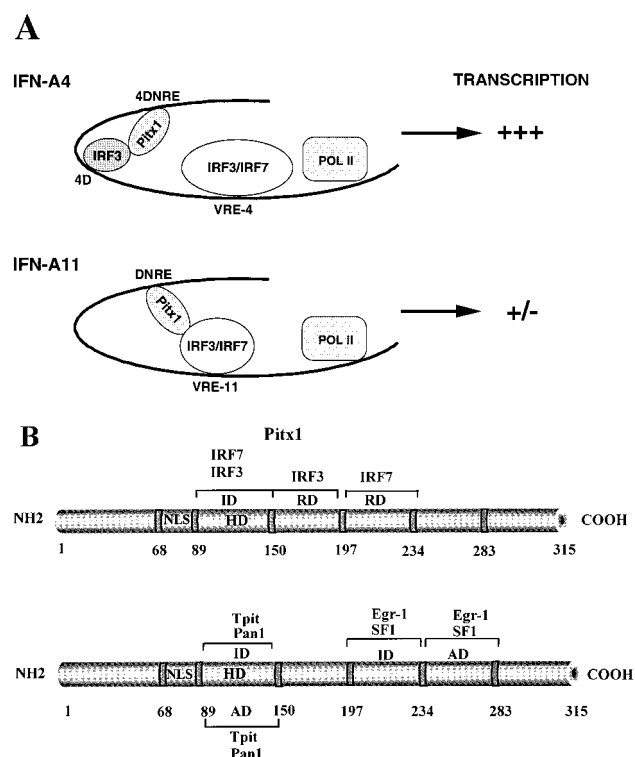 A
IFN-A4
TRANSCRIPTION
4DNRE
Pitx1
IRF3
4D
IRF3/IRF7
POL II
+++
VRE-4
IFN-A11
DNRE
Pitx1
IRF3/IRF7
POL II
+/-
VRE-11
B
Pitx1
IRF7
IRF3 IRF3 IRF7
ID RD RD
NH2 NLS HD COOH
1 68 89 150 197 234 283 315
Tpit Egr-1 Egr-1
Pan1 SF1 SF1
ID ID AD
NH2 NLS HD COOH
1 68 89 AD 150 197 234 283 315
Tpit
Pan1